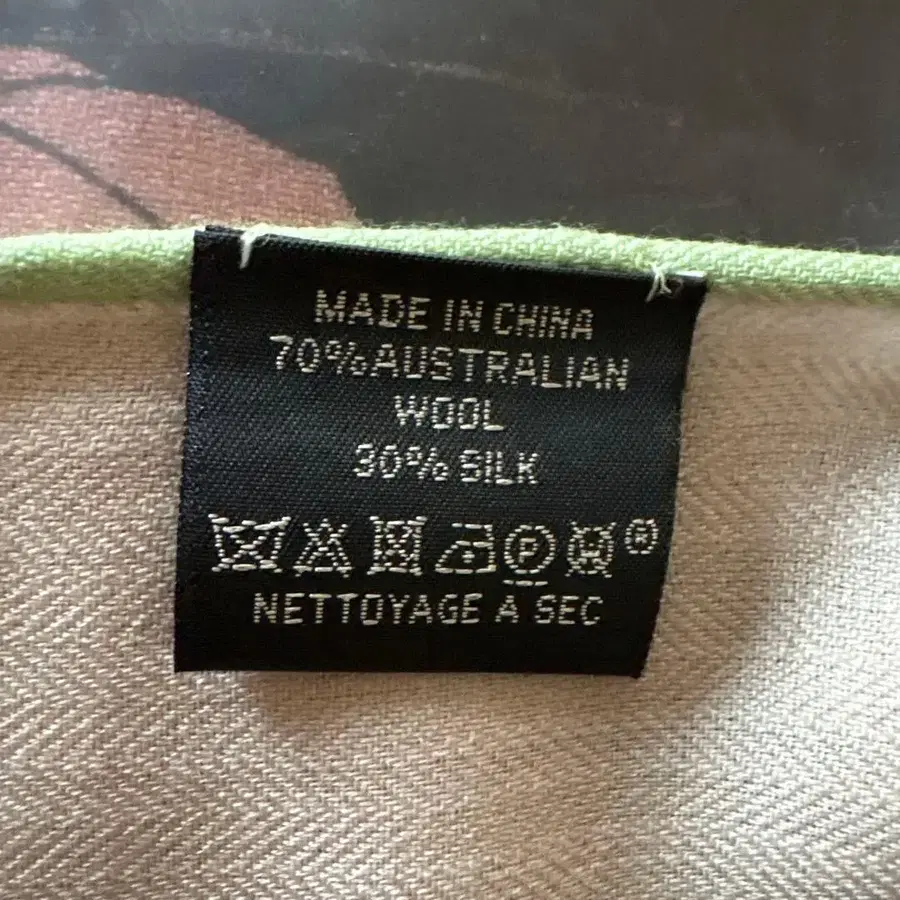 MADE IN CHINA
70% AUSTRALIAN
WOOL
30% SILK
P W ®
NETTOYAGE A SEC